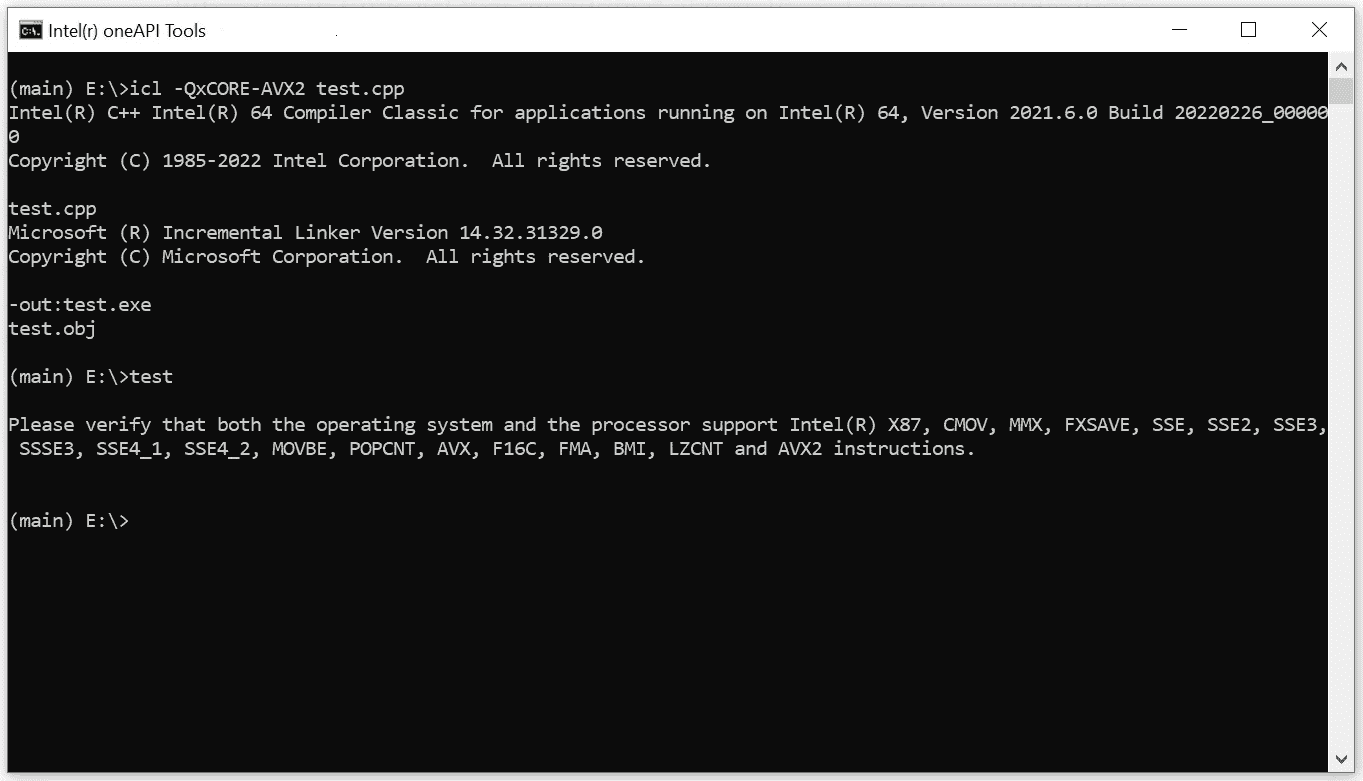 Intel(r) oneAPI Tools
(main) E:\>icl -QxCORE-AVX2 test.cpp
Intel(R) C++ Intel(R) 64 Compiler Classic for applications running on Intel(R) 64, Version 2021.6.0 Build 20220226_00000
0
Copyright (C) 1985-2022 Intel Corporation.  All rights reserved.
test.cpp
Microsoft (R) Incremental Linker Version 14.32.31329.0
Copyright (C) Microsoft Corporation.  All rights reserved.
-out:test.exe
test.obj
(main) E:\>test
Please verify that both the operating system and the processor support Intel(R) X87, CMOV, MMX, FXSAVE, SSE, SSE2, SSE3,
 SSSE3, SSE4_1, SSE4_2, MOVBE, POPCNT, AVX, F16C, FMA, BMI, LZCNT and AVX2 instructions.
(main) E:\>